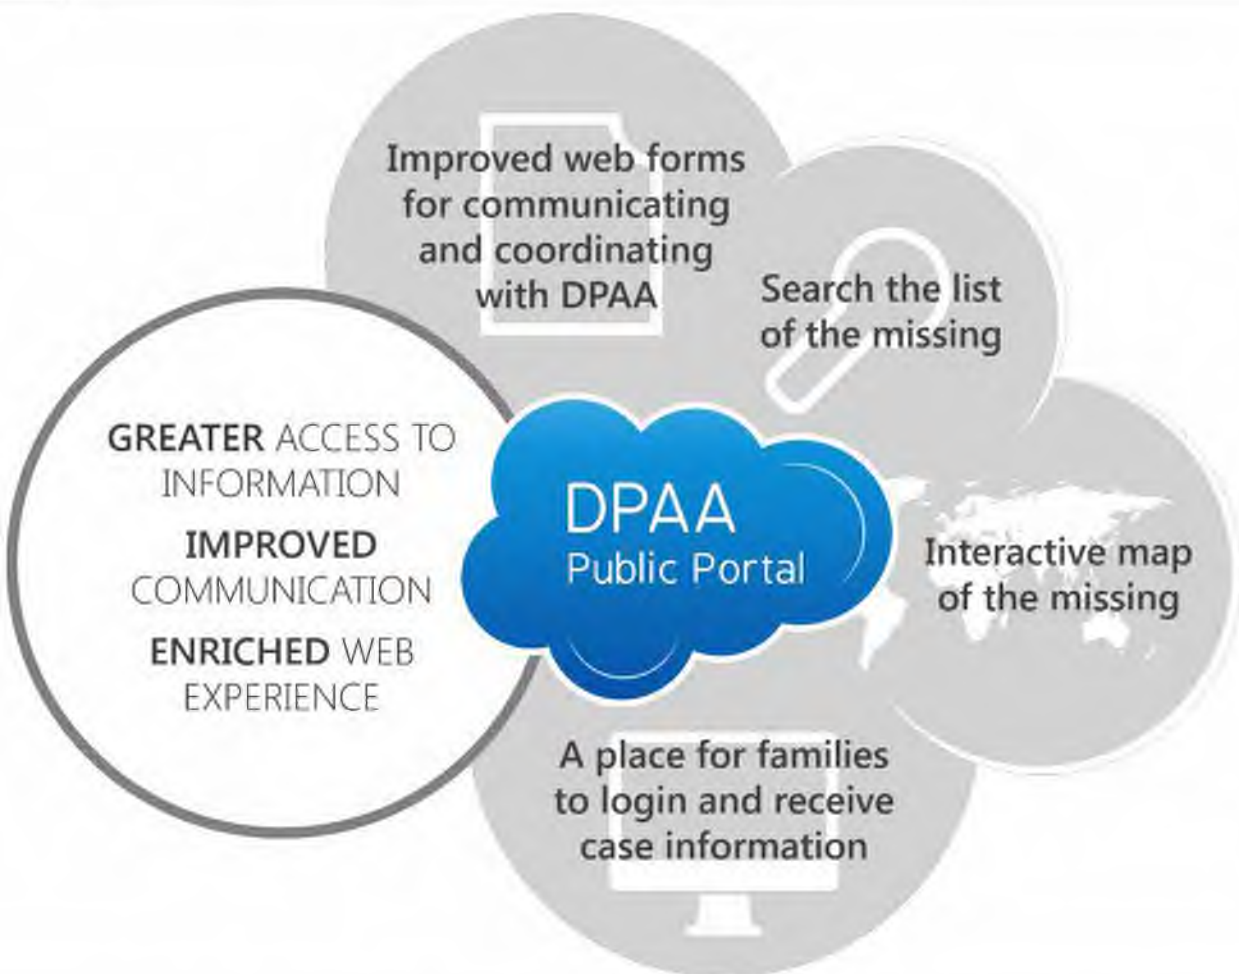 Improved web forms
for communicating
and coordinating
with DPAA
Search the list
of the missing
GREATER ACCESS TO
INFORMATION
IMPROVED
COMMUNICATION
ENRICHED WEB
EXPERIENCE
DPAA
Public Portal
Interactive map
of the missing
A place for families
to login and receive
case information